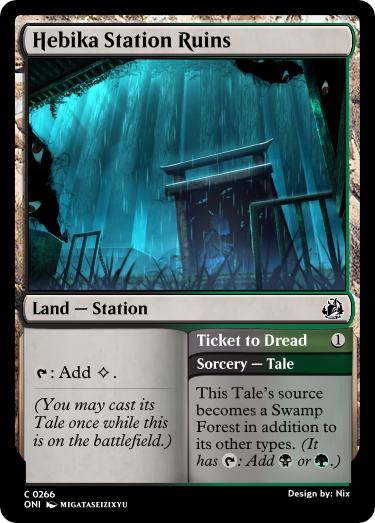 Hebika Station Ruins
Land — Station
: Add .
(You may cast its
Tale once while this
is on the battlefield.)
Ticket to Dread 1
Sorcery — Tale
This Tale's source
becomes a Swamp
Forest in addition to
its other types. (It
has : Add or .)
C 0266
ONI MIGATASEIZIXYU
Design by: Nix